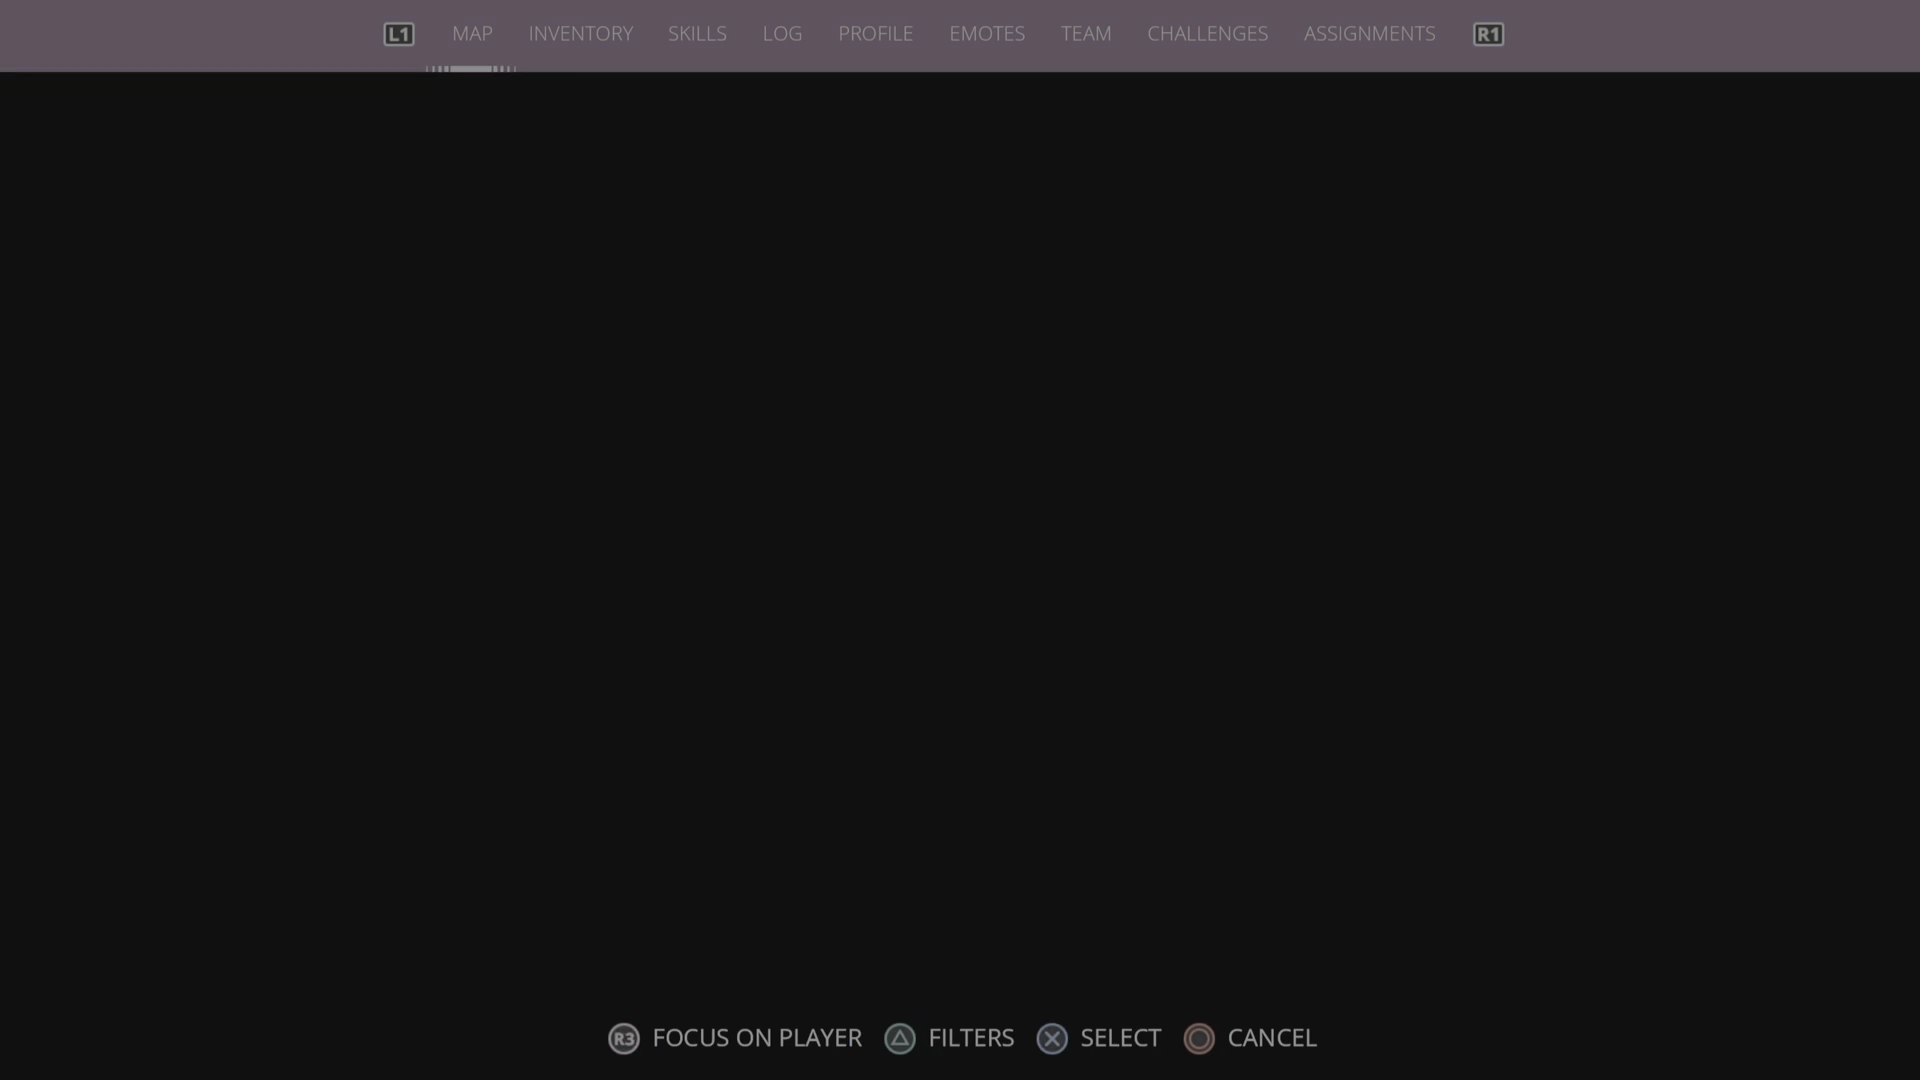 L1 MAP INVENTORY SKILLS LOG PROFILE EMOTES TEAM CHALLENGES ASSIGNMENTS R1
R3 FOCUS ON PLAYER FILTERS SELECT CANCEL